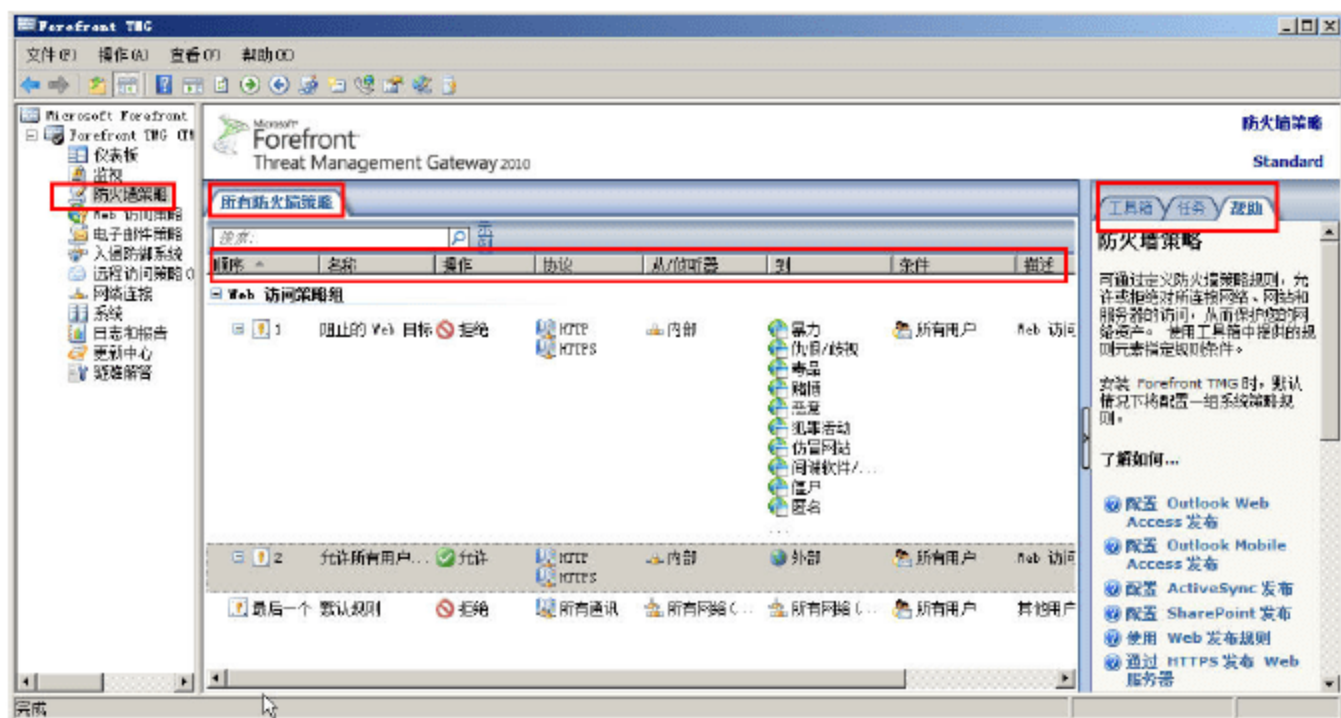 Forefront TMG
文件(F) 操作(A) 查看(V) 帮助(H)
Microsoft Forefront
Forefront TMG (TM
仪表板
监视
防火墙策略
Web 访问策略
电子邮件策略
入侵防御系统
远程访问策略(
网络连接
系统
日志和报告
更新中心
疑难解答
Microsoft
Forefront
Threat Management Gateway 2010
防火墙策略
Standard
所有防火墙策略
搜索:
示例
顺序 名称 操作 协议 从/侦听器 到 条件 描述
Web 访问策略组
1 阻止的 Web 目标 拒绝 HTTP 内部 暴力 所有用户 Web 访问
HTTPS 仇恨/歧视
毒品
赌博
恶意
犯罪活动
仿冒网站
间谍软件/...
僵尸
匿名
...
2 允许所有用户... 允许 HTTP 内部 外部 所有用户 Web 访问
HTTPS
最后一个 默认规则 拒绝 所有通讯 所有网络(... 所有网络(... 所有用户 其他用户
工具箱 任务 帮助
防火墙策略
可通过定义防火墙策略规则，允
许或拒绝对所连接网络、网站和
服务器的访问，从而保护您的网
络资产。 使用工具箱中提供的规
则元素指定规则条件。
安装 Forefront TMG 时，默认
情况下将配置一组系统策略规
则。
了解如何...
配置 Outlook Web
Access 发布
配置 Outlook Mobile
Access 发布
配置 ActiveSync 发布
配置 SharePoint 发布
使用 Web 发布规则
通过 HTTPS 发布 Web
服务器
完成